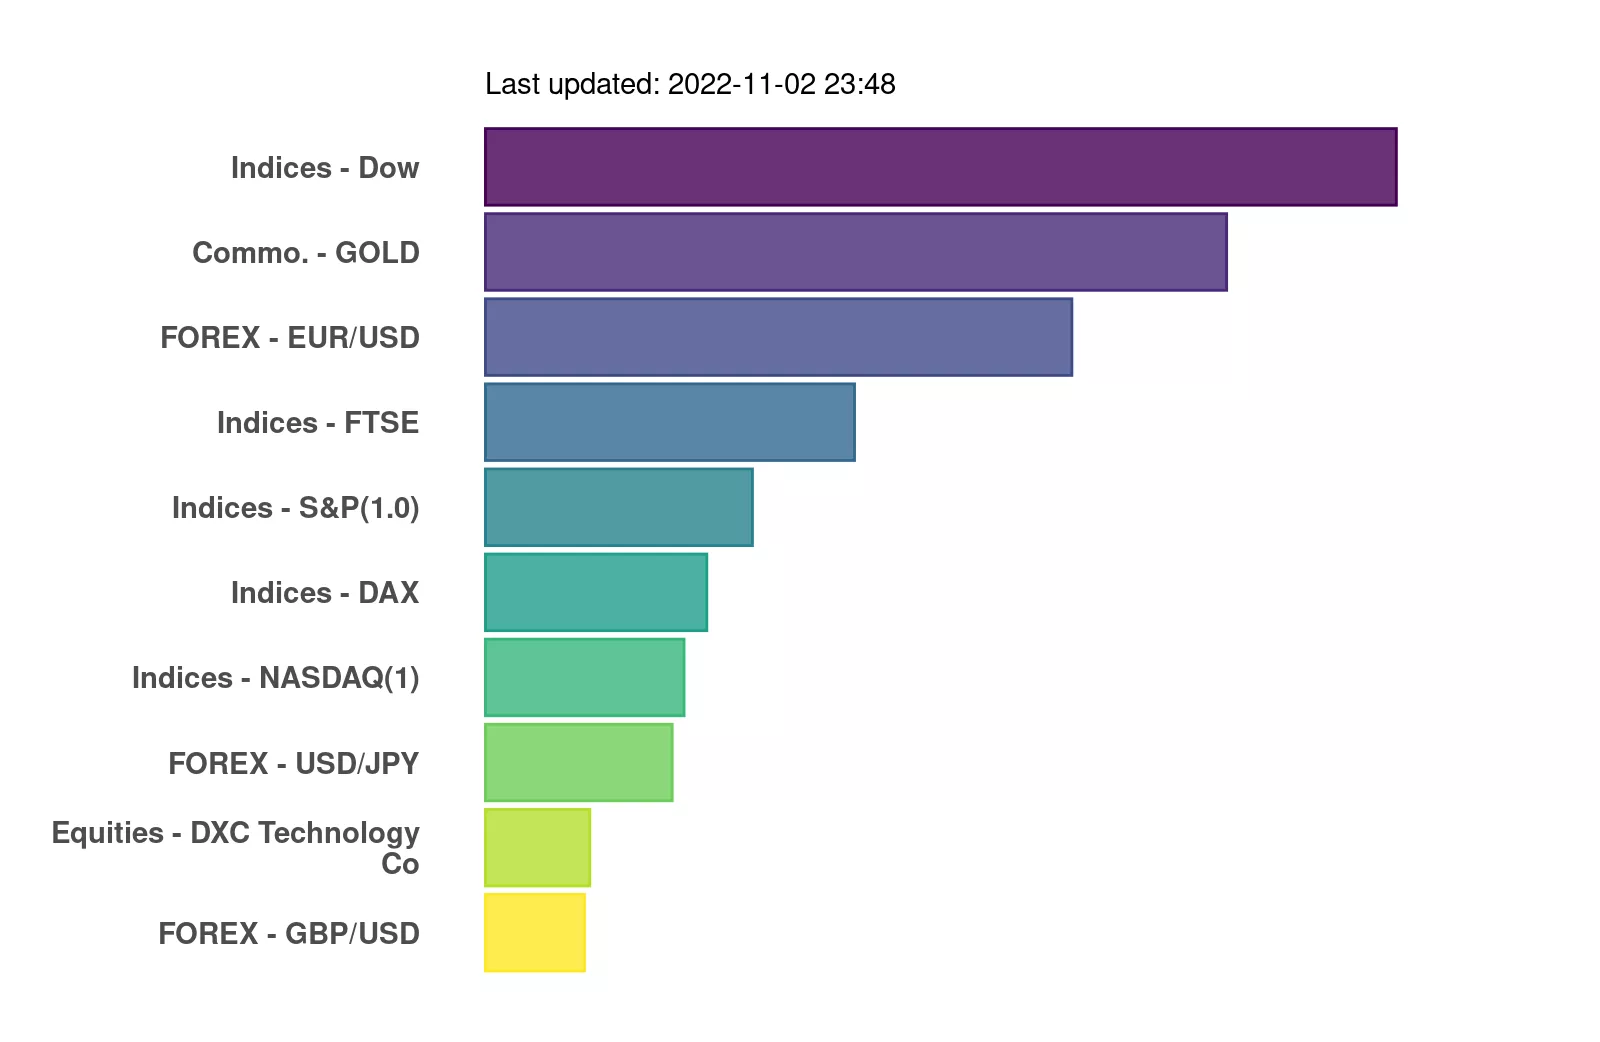 Last updated: 2022-11-02 23:48
Indices - Dow
Commo. - GOLD
FOREX - EUR/USD
Indices - FTSE
Indices - S&P(1.0)
Indices - DAX
Indices - NASDAQ(1)
FOREX - USD/JPY
Equities - DXC Technology
Co
FOREX - GBP/USD